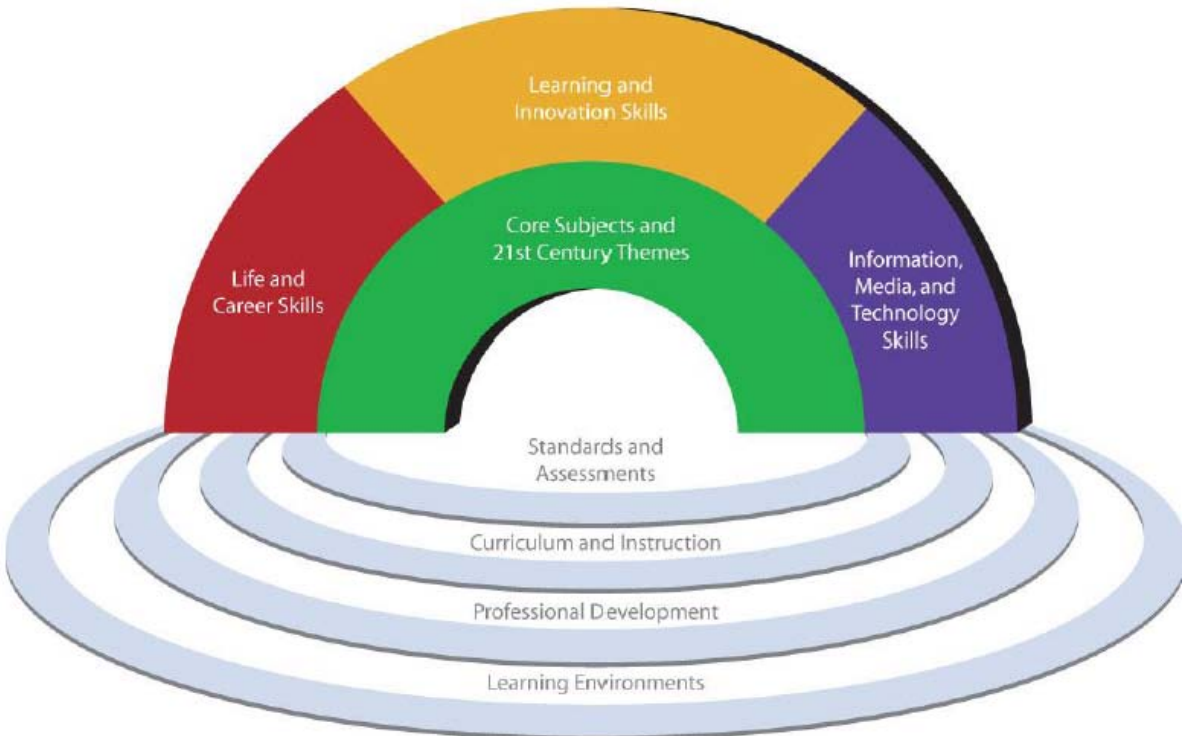 Learning and
Innovation Skills
Core Subjects and
21st Century Themes
Life and
Career Skills
Information,
Media, and
Technology
Skills
Standards and
Assessments
Curriculum and Instruction
Professional Development
Learning Environments